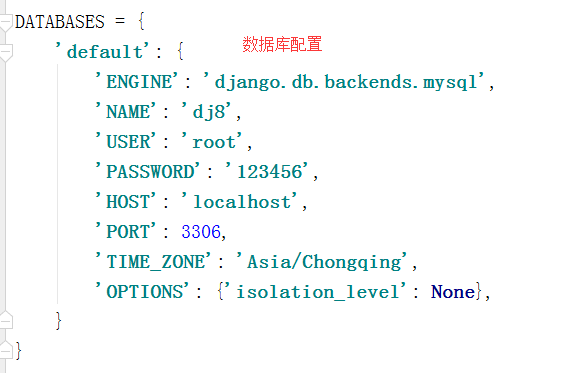 DATABASES = {
'default': { 数据库配置
'ENGINE': 'django.db.backends.mysql',
'NAME': 'dj8',
'USER': 'root',
'PASSWORD': '123456',
'HOST': 'localhost',
'PORT': 3306,
'TIME_ZONE': 'Asia/Chongqing',
'OPTIONS': {'isolation_level': None},
}
}